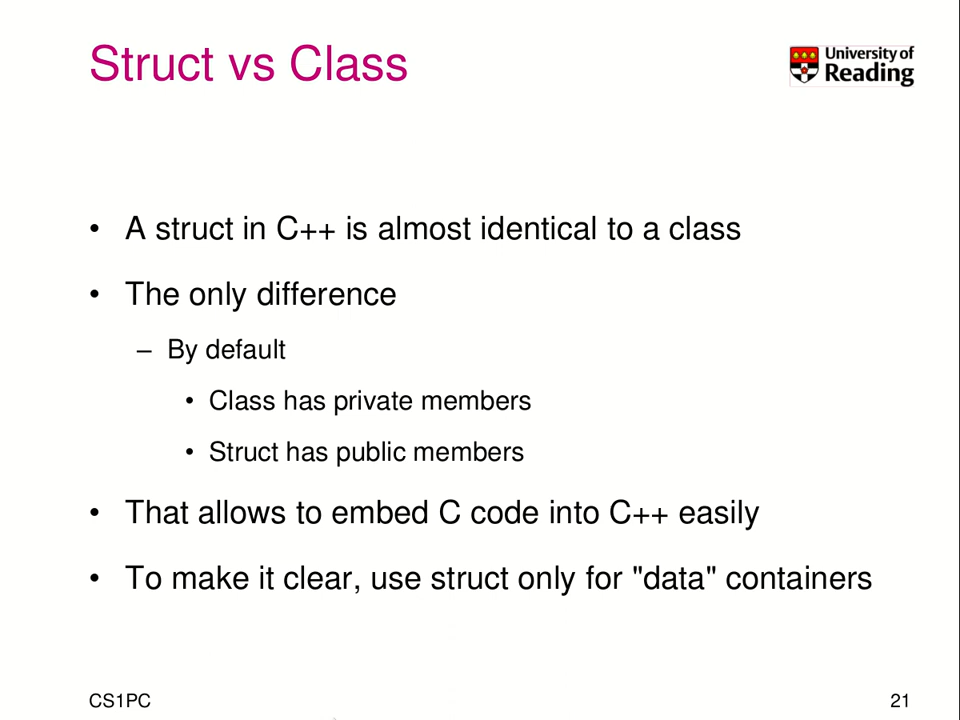 Struct vs Class
University of
Reading
• A struct in C++ is almost identical to a class
• The only difference
– By default
• Class has private members
• Struct has public members
• That allows to embed C code into C++ easily
• To make it clear, use struct only for "data" containers
CS1PC
21